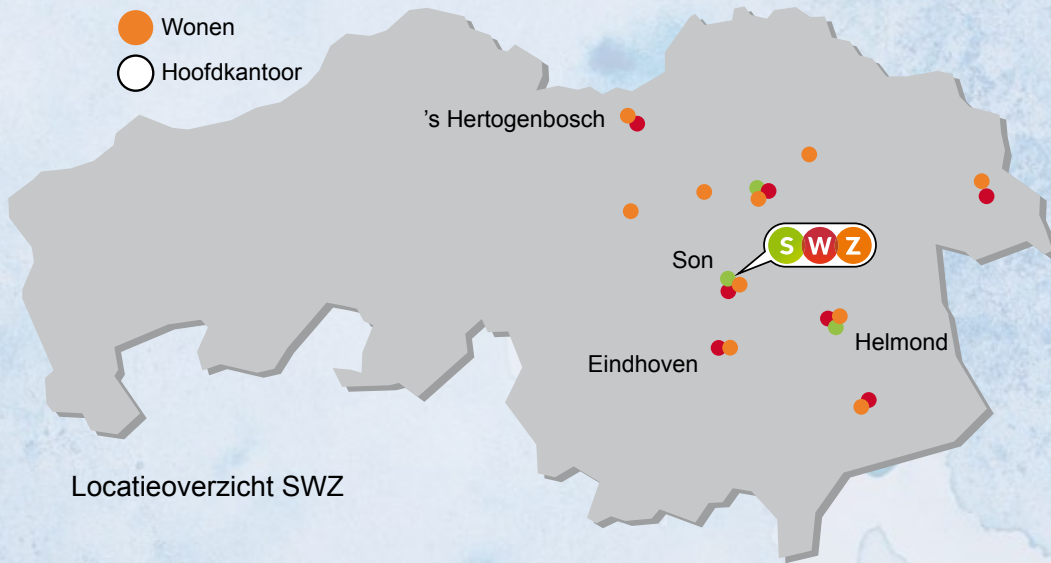 Wonen
Hoofdkantoor
's Hertogenbosch
Son
S W Z
Helmond
Eindhoven
Locatieoverzicht SWZ